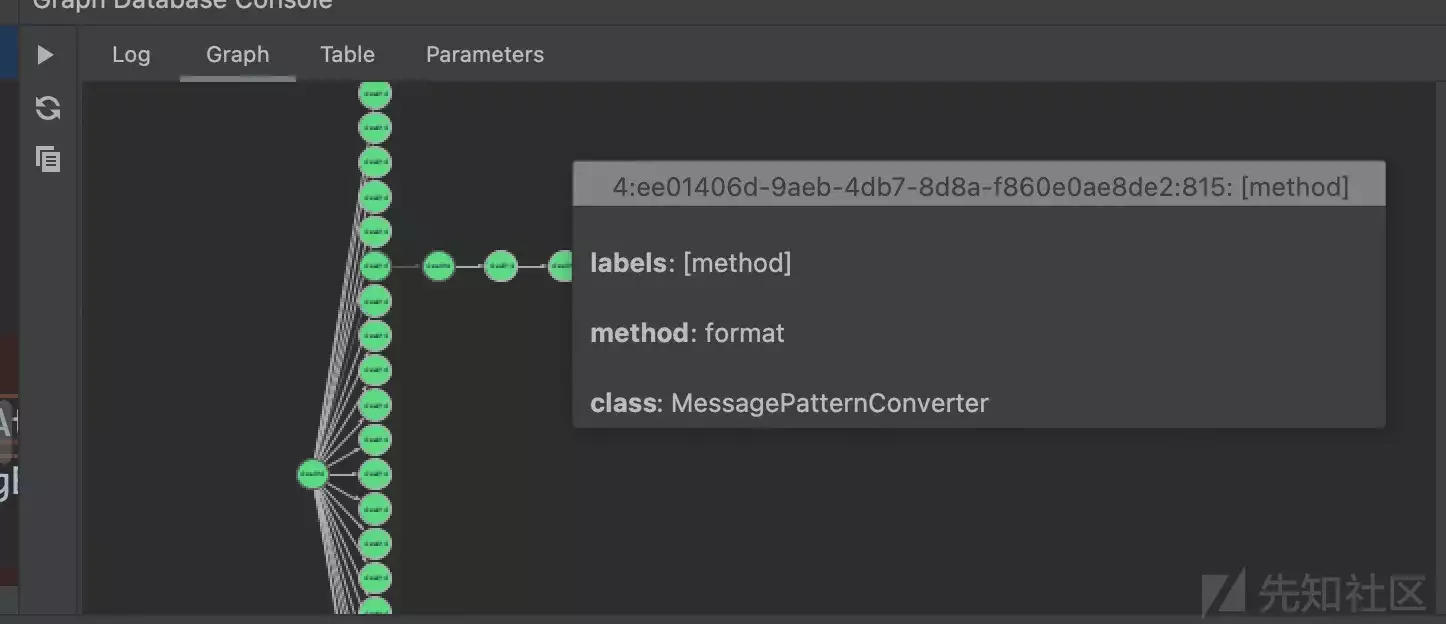 Graph Database Console
Log Graph Table Parameters
4:ee01406d-9aeb-4db7-8d8a-f860e0ae8de2:815: [method]
labels: [method]
method: format
class: MessagePatternConverter
先知社区